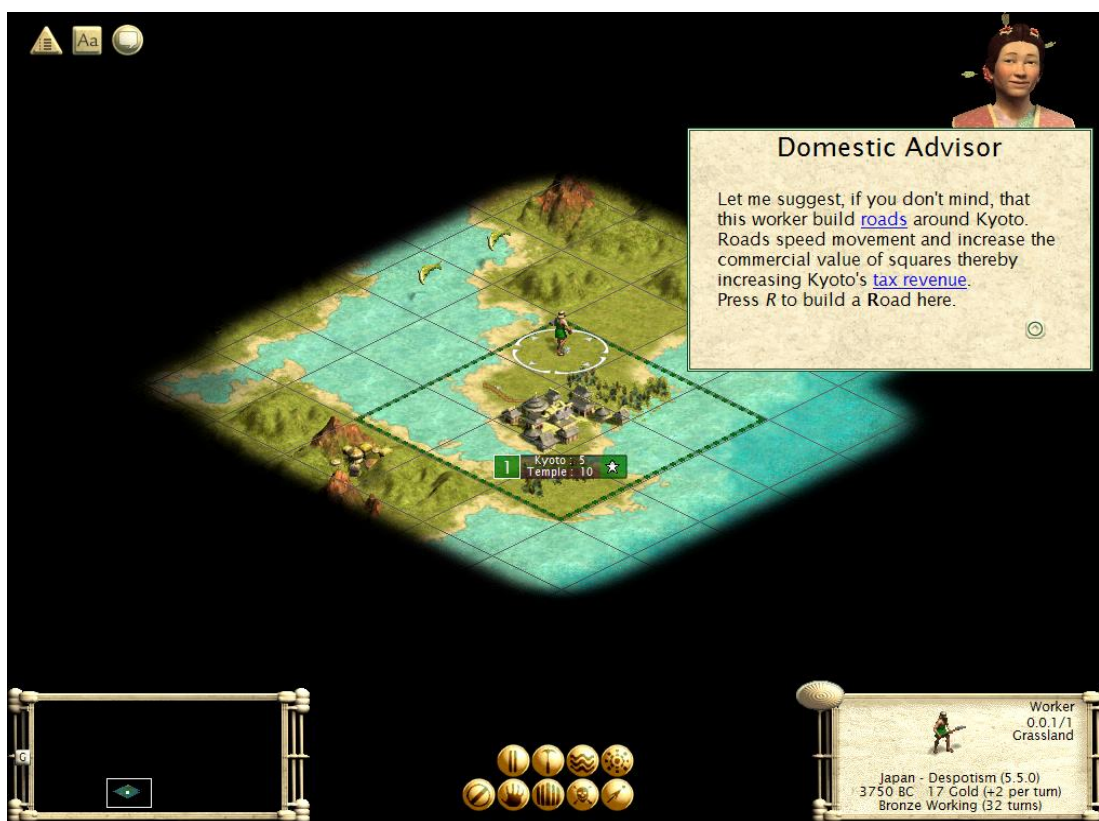 Aa
Domestic Advisor
Let me suggest, if you don't mind, that
this worker build roads around Kyoto.
Roads speed movement and increase the
commercial value of squares thereby
increasing Kyoto's tax revenue.
Press R to build a Road here.
1
Kyoto : 5
Temple : 10
G
Worker
0.0.1/1
Grassland
Japan - Despotism (5.5.0)
3750 BC 17 Gold (+2 per turn)
Bronze Working (32 turns)